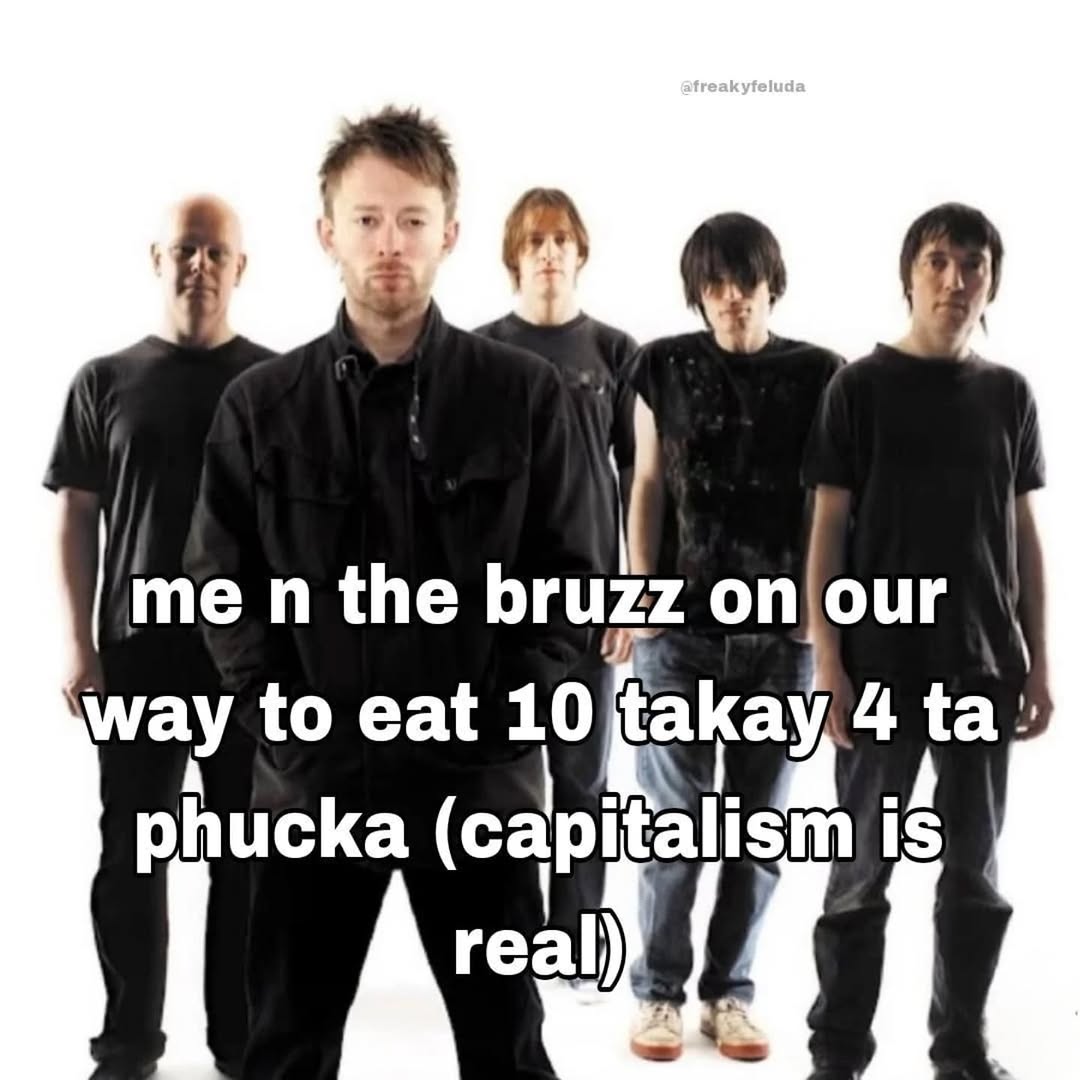 @freakyfeluda
me n the bruzz on our
way to eat 10 takay 4 ta
phucka (capitalism is
real)